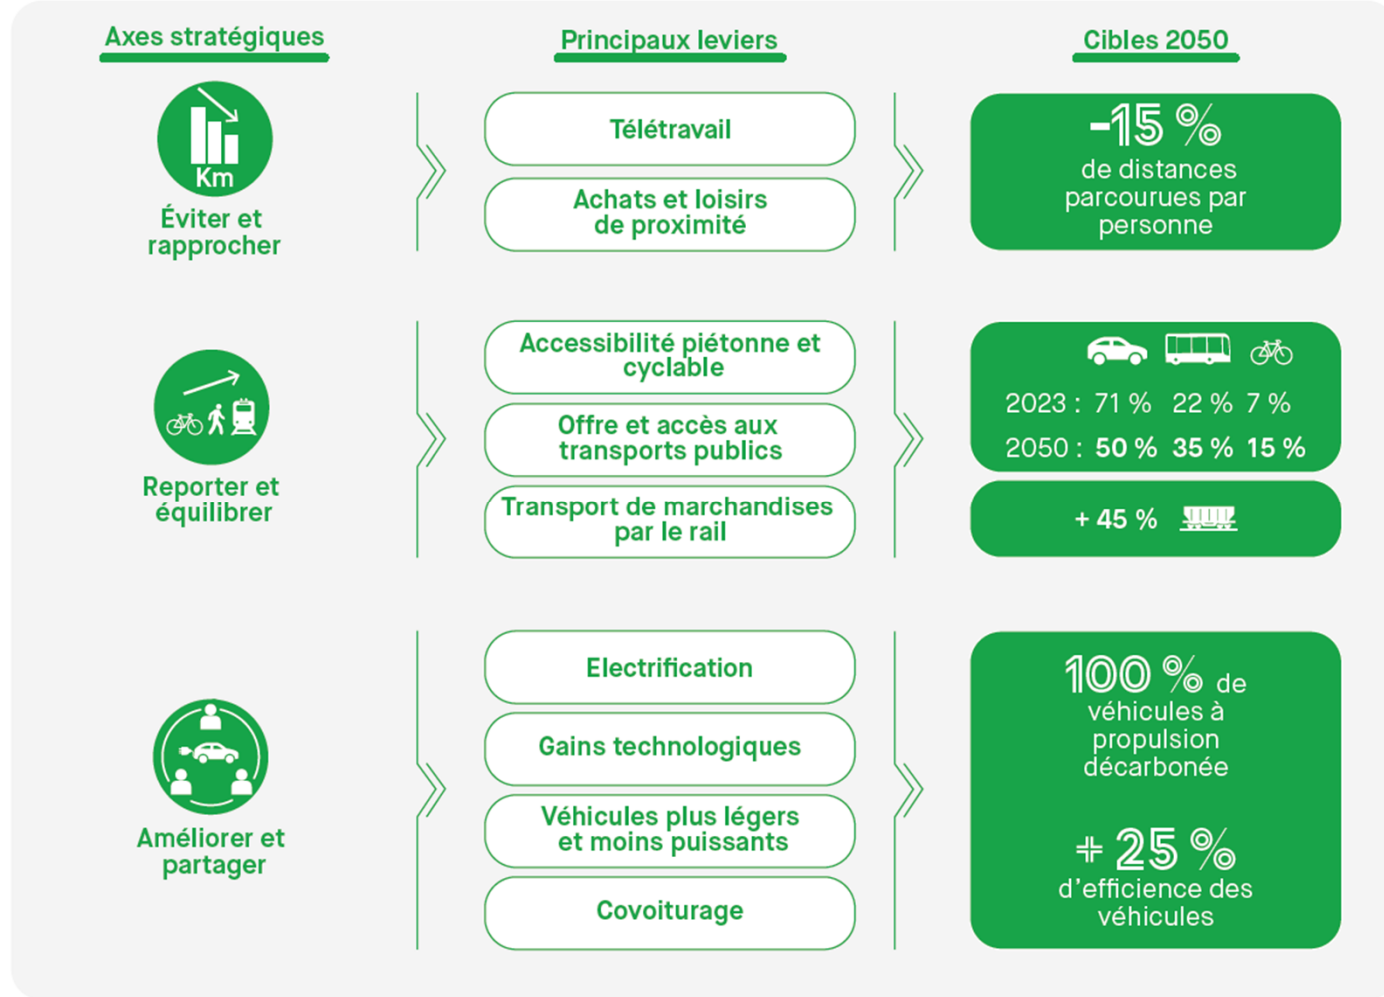 Axes stratégiques
Principaux leviers
Cibles 2050
Km
Éviter et
rapprocher
Télétravail
Achats et loisirs
de proximité
-15 %
de distances
parcourues par
personne
Reporter et
équilibrer
Accessibilité piétonne et
cyclable
Offre et accès aux
transports publics
Transport de marchandises
par le rail
2023 : 71 % 22 % 7 %
2050 : 50 % 35 % 15 %
+ 45 %
Améliorer et
partager
Electrification
Gains technologiques
Véhicules plus légers
et moins puissants
Covoiturage
100 % de
véhicules à
propulsion
décarbonée
+ 25 %
d'efficience des
véhicules